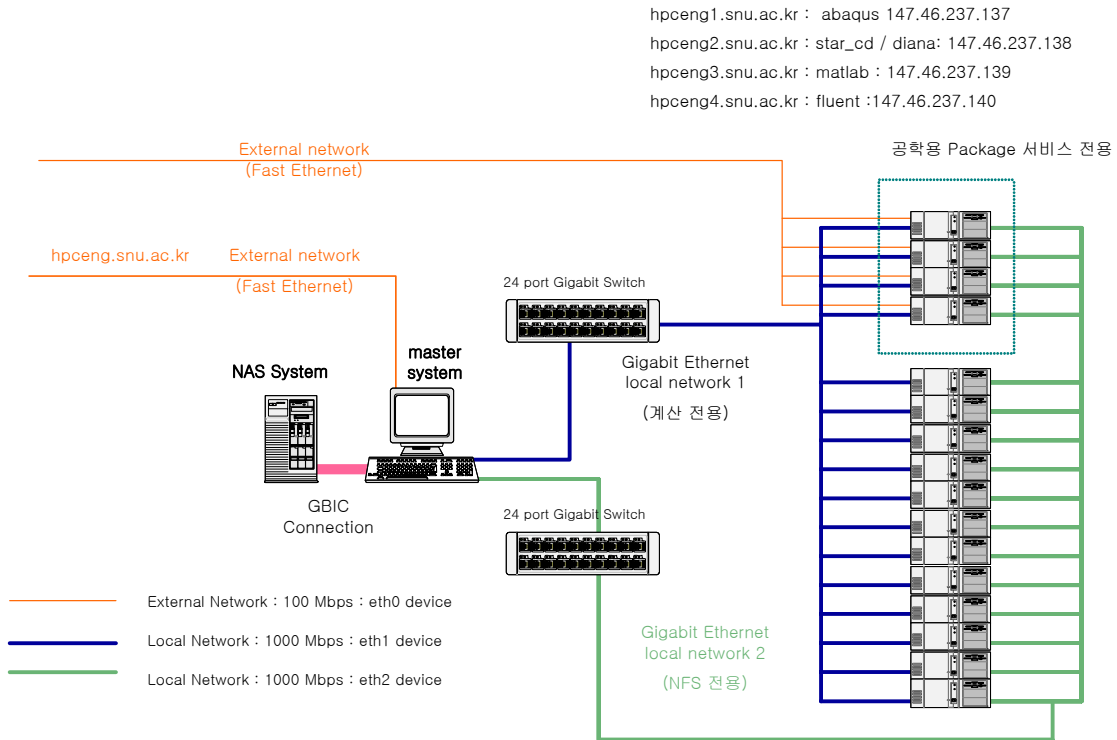 hpceng1.snu.ac.kr : abaqus 147.46.237.137
hpceng2.snu.ac.kr : star_cd / diana: 147.46.237.138
hpceng3.snu.ac.kr : matlab : 147.46.237.139
hpceng4.snu.ac.kr : fluent :147.46.237.140
External network
(Fast Ethernet)
공학용 Package 서비스 전용
hpceng.snu.ac.kr
External network
(Fast Ethernet)
24 port Gigabit Switch
master
system
NAS System
Gigabit Ethernet
local network 1
(계산 전용)
GBIC
Connection
24 port Gigabit Switch
External Network : 100 Mbps : eth0 device
Local Network : 1000 Mbps : eth1 device
Local Network : 1000 Mbps : eth2 device
Gigabit Ethernet
local network 2
(NFS 전용)